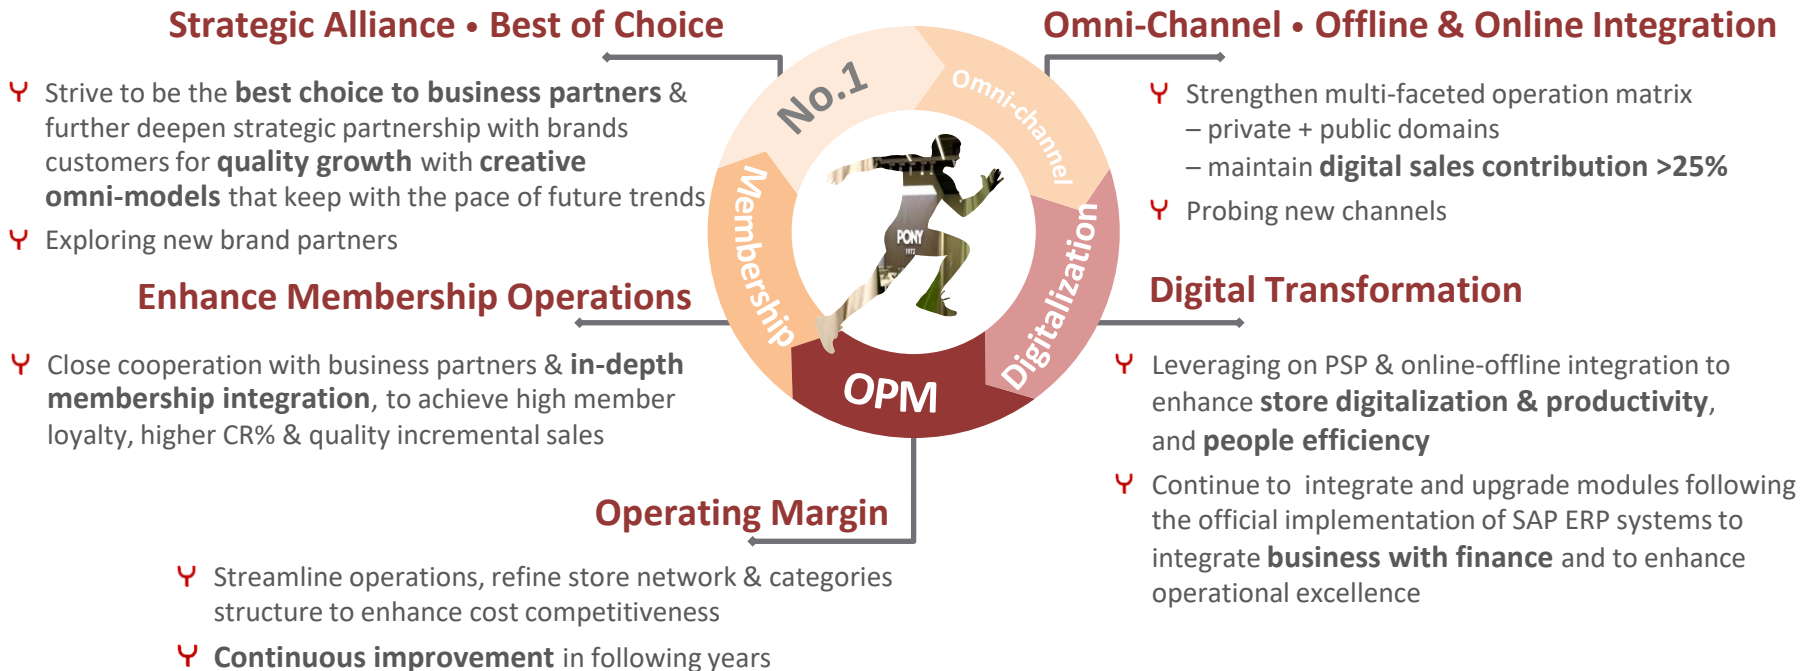 Strategic Alliance • Best of Choice
Strive to be the best choice to business partners &
further deepen strategic partnership with brands
customers for quality growth with creative
omni-models that keep with the pace of future trends
Exploring new brand partners
Enhance Membership Operations
Close cooperation with business partners & in-depth
membership integration, to achieve high member
loyalty, higher CR% & quality incremental sales
Operating Margin
Streamline operations, refine store network & categories
structure to enhance cost competitiveness
Continuous improvement in following years
No.1
Omni-channel
Membership
Digitalization
OPM
PONY
1972
Omni-Channel • Offline & Online Integration
Strengthen multi-faceted operation matrix
– private + public domains
– maintain digital sales contribution >25%
Probing new channels
Digital Transformation
Leveraging on PSP & online-offline integration to
enhance store digitalization & productivity,
and people efficiency
Continue to integrate and upgrade modules following
the official implementation of SAP ERP systems to
integrate business with finance and to enhance
operational excellence